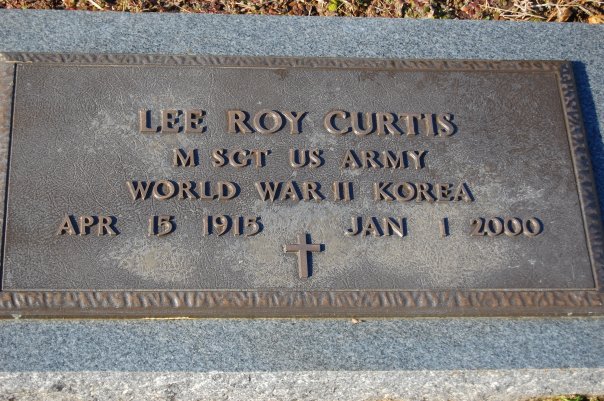 LEE ROY CURTIS
M SGT US ARMY
WORLD WAR II KOREA
APR 15 1915 JAN 1 2000